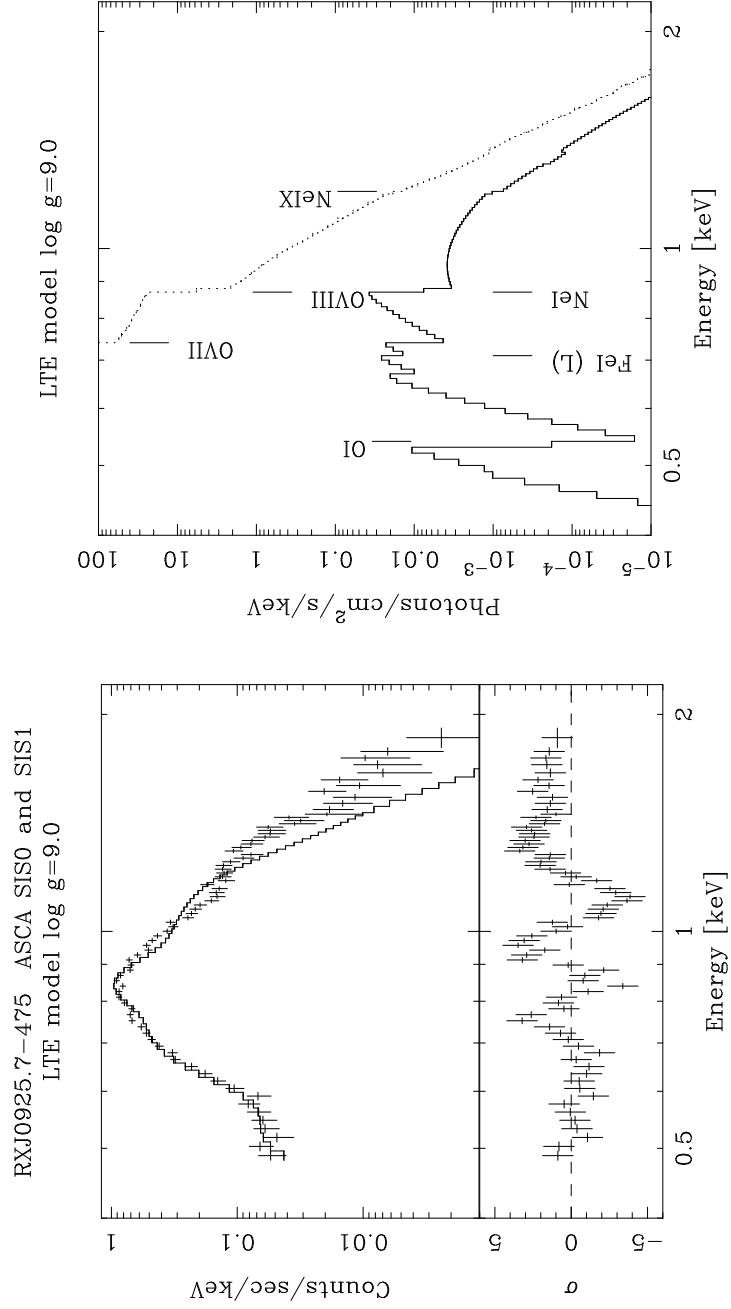 RXJ0925.7−475 ASCA SIS0 and SIS1
LTE model log g=9.0
Counts/sec/keV
1
0.1
0.01
σ
5
0
−5
0.5
1
2
Energy [keV]
LTE model log g=9.0
Photons/cm²/s/keV
100
10
1
0.1
0.01
10⁻³
10⁻⁴
10⁻⁵
OVII
OVIII
NeIX
OI
FeI (L)
NeI
0.5
1
2
Energy [keV]